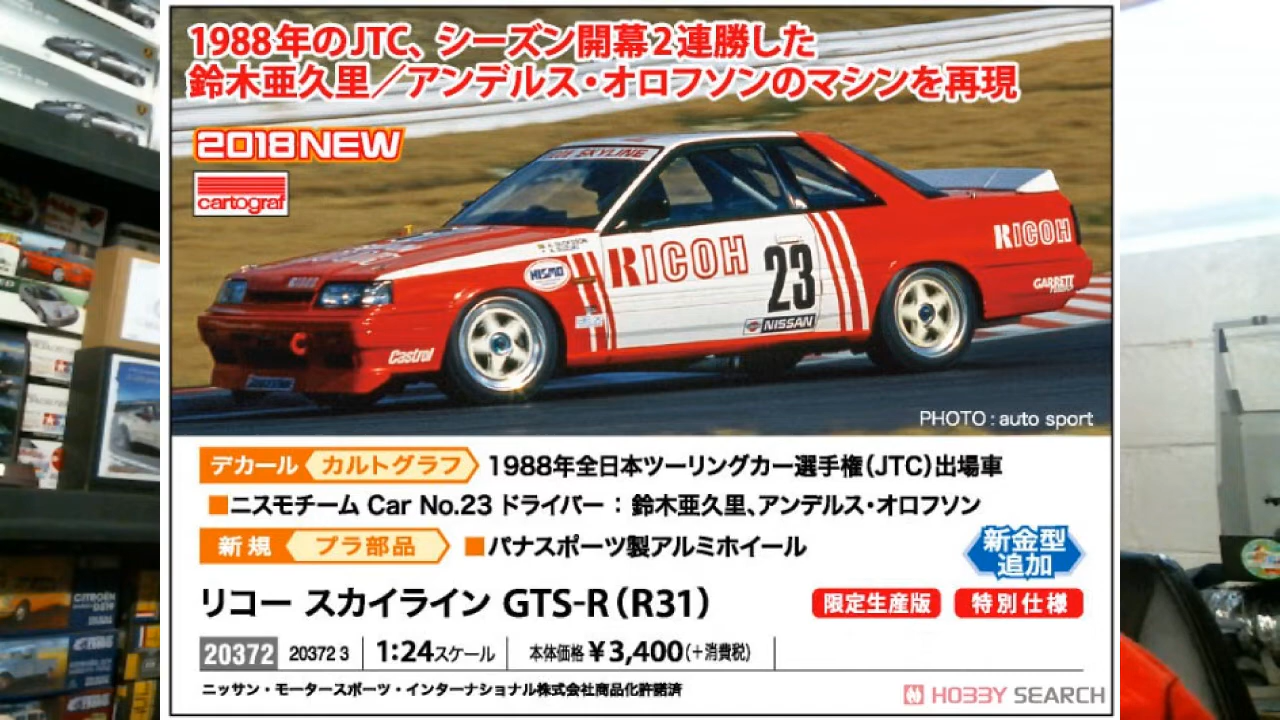 1988年のJTC、シーズン開幕2連勝した
鈴木亜久里／アンデルス・オロフソンのマシンを再現
2018NEW
cartograf
SKYLINE
RICOH
23
RICOH
NISMO
GARRETT
NISSAN
Castrol
PHOTO：auto sport
デカール カルトグラフ 1988年全日本ツーリングカー選手権（JTC）出場車
■ニスモチーム Car No.23 ドライバー：鈴木亜久里、アンデルス・オロフソン
新規 プラ部品 ■パナスポーツ製アルミホイール
新金型
追加
リコー スカイライン GTS-R（R31） 限定生産版 特別仕様
20372 20372 3 1:24スケール 本体価格￥3,400（＋消費税）
ニッサン・モータースポーツ・インターナショナル株式会社商品化許諾済
HOBBY SEARCH
CITROËN